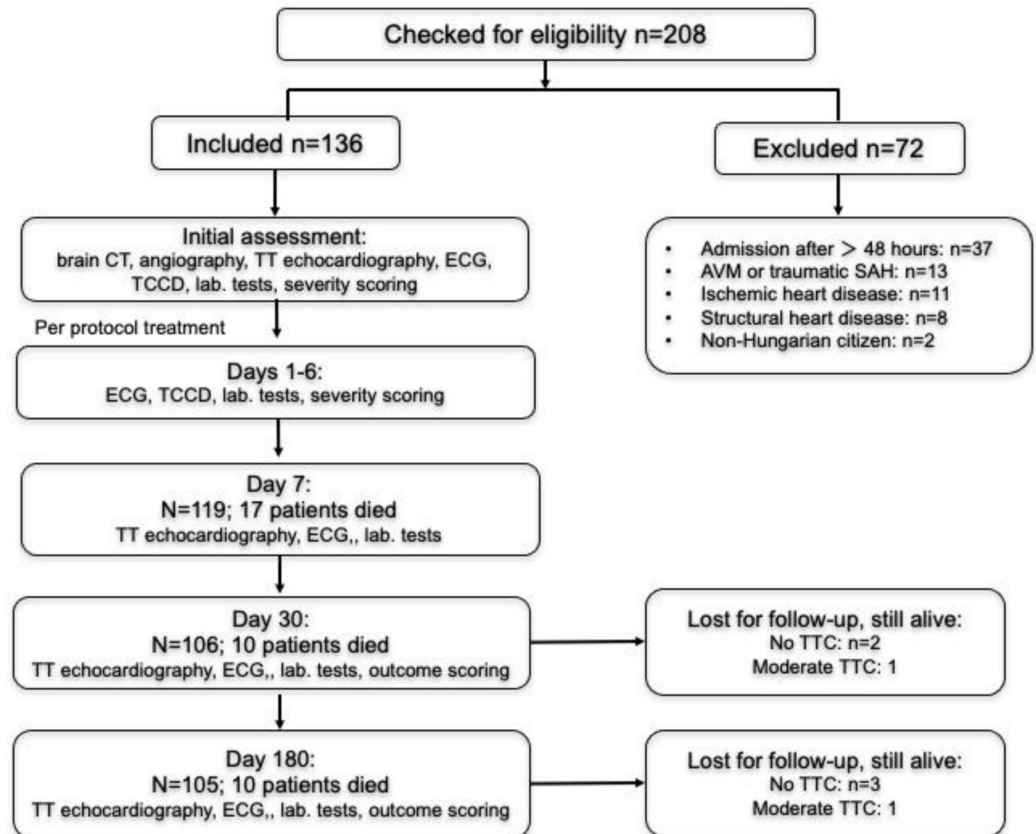 Checked for eligibility n=208
Included n=136
Excluded n=72
Initial assessment:
brain CT, angiography, TT echocardiography, ECG,
TCCD, lab. tests, severity scoring
• Admission after > 48 hours: n=37
• AVM or traumatic SAH: n=13
• Ischemic heart disease: n=11
• Structural heart disease: n=8
• Non-Hungarian citizen: n=2
Per protocol treatment
Days 1-6:
ECG, TCCD, lab. tests, severity scoring
Day 7:
N=119; 17 patients died
TT echocardiography, ECG,, lab. tests
Day 30:
N=106; 10 patients died
TT echocardiography, ECG,, lab. tests, outcome scoring
Lost for follow-up, still alive:
No TTC: n=2
Moderate TTC: 1
Day 180:
N=105; 10 patients died
TT echocardiography, ECG,, lab. tests, outcome scoring
Lost for follow-up, still alive:
No TTC: n=3
Moderate TTC: 1